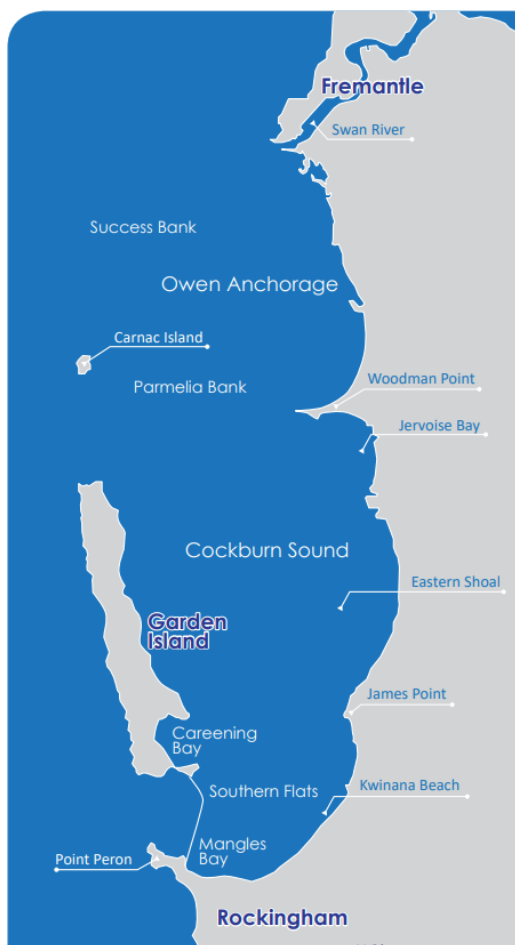 Fremantle
Swan River
Success Bank
Owen Anchorage
Carnac Island
Parmelia Bank
Woodman Point
Jervoise Bay
Cockburn Sound
Eastern Shoal
Garden
Island
James Point
Careening
Bay
Southern Flats
Kwinana Beach
Mangles
Bay
Point Peron
Rockingham